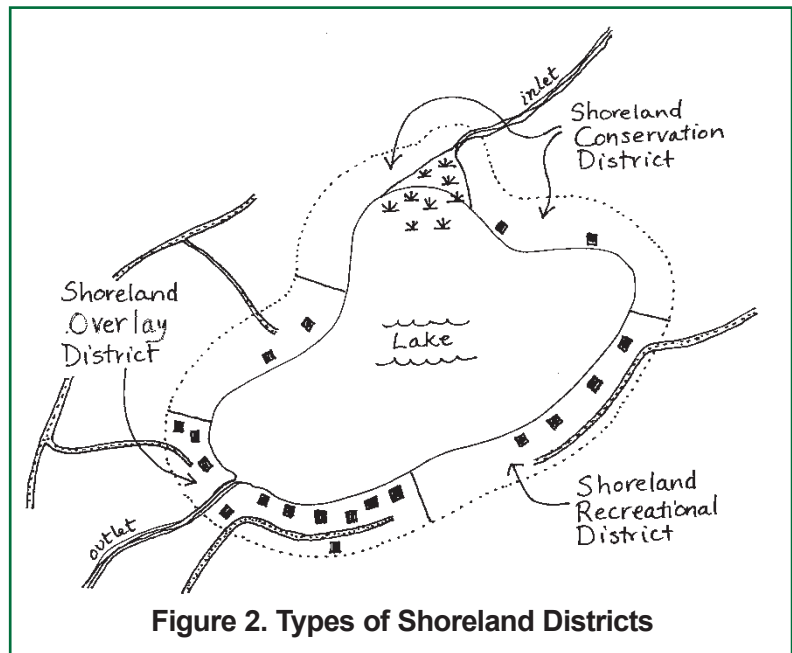 inlet
Shoreland
Conservation
District
Shoreland
Overlay
District
Lake
outlet
Shoreland
Recreational
District
Figure 2. Types of Shoreland Districts